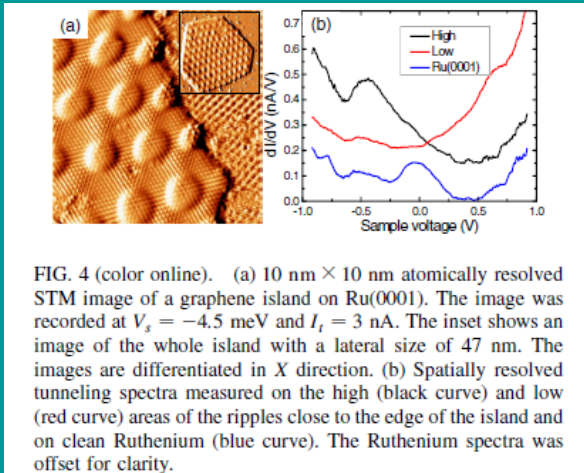 (a)
(b)
0.7
0.6
0.5
0.4
0.3
0.2
0.1
0.0
dI/dV (nA/V)
High
Low
Ru(0001)
-1.0 -0.5 0.0 0.5 1.0
Sample voltage (V)
FIG. 4 (color online). (a) 10 nm × 10 nm atomically resolved
STM image of a graphene island on Ru(0001). The image was
recorded at Vs = −4.5 meV and It = 3 nA. The inset shows an
image of the whole island with a lateral size of 47 nm. The
images are differentiated in X direction. (b) Spatially resolved
tunneling spectra measured on the high (black curve) and low
(red curve) areas of the ripples close to the edge of the island and
on clean Ruthenium (blue curve). The Ruthenium spectra was
offset for clarity.